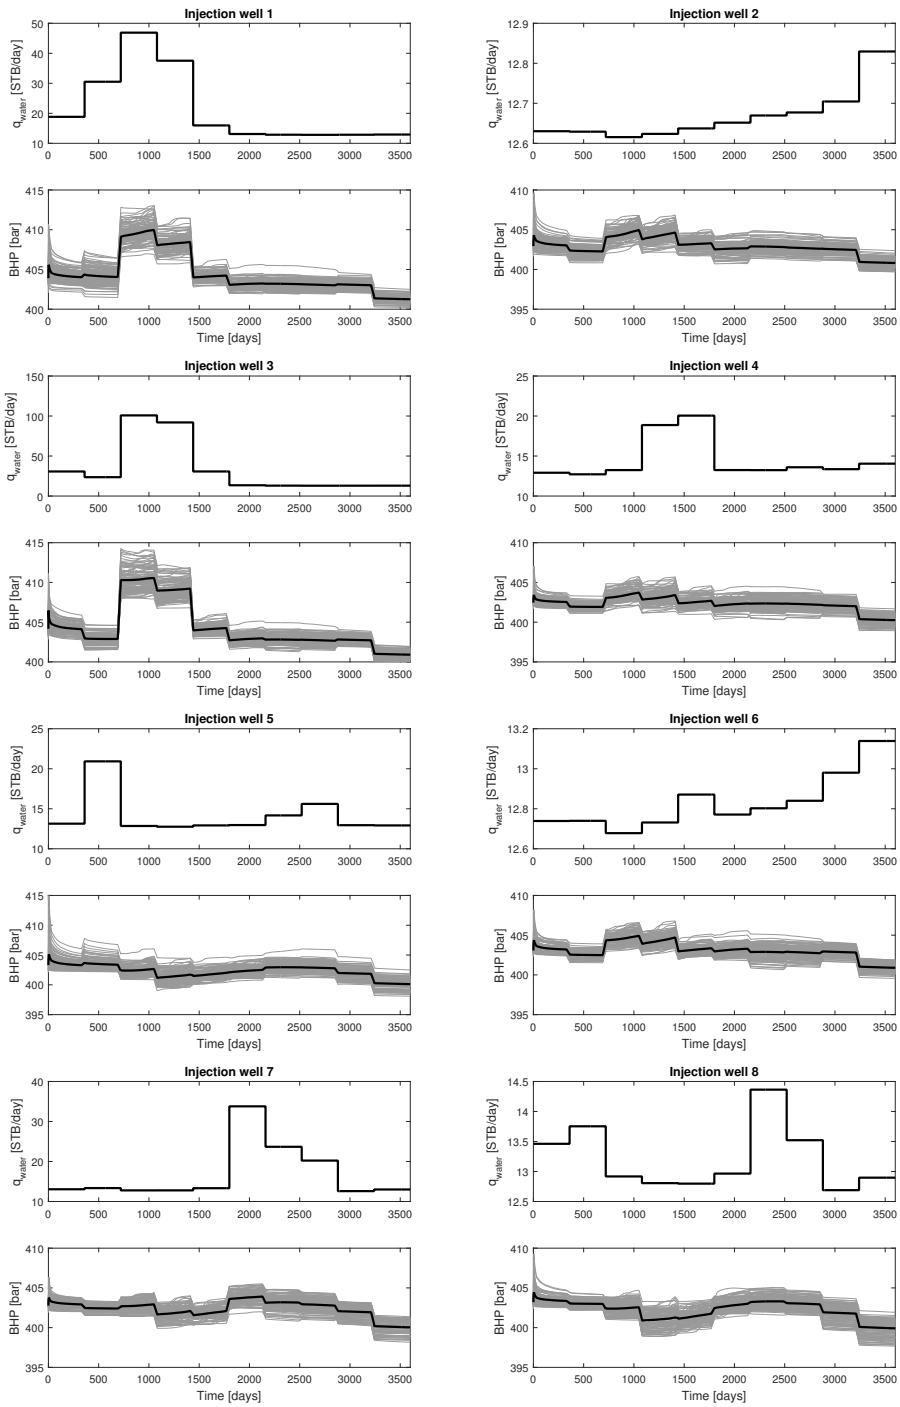 Injection well 1
q_water [STB/day]
50
40
30
20
10
0 500 1000 1500 2000 2500 3000 3500
BHP [bar]
415
410
405
400
0 500 1000 1500 2000 2500 3000 3500
Time [days]
Injection well 2
q_water [STB/day]
12.9
12.8
12.7
12.6
0 500 1000 1500 2000 2500 3000 3500
BHP [bar]
410
405
400
395
0 500 1000 1500 2000 2500 3000 3500
Time [days]
Injection well 3
q_water [STB/day]
150
100
50
0
0 500 1000 1500 2000 2500 3000 3500
BHP [bar]
415
410
405
400
0 500 1000 1500 2000 2500 3000 3500
Time [days]
Injection well 4
q_water [STB/day]
25
20
15
10
0 500 1000 1500 2000 2500 3000 3500
BHP [bar]
410
405
400
395
0 500 1000 1500 2000 2500 3000 3500
Time [days]
Injection well 5
q_water [STB/day]
25
20
15
10
0 500 1000 1500 2000 2500 3000 3500
BHP [bar]
415
410
405
400
395
0 500 1000 1500 2000 2500 3000 3500
Time [days]
Injection well 6
q_water [STB/day]
13.2
13
12.8
12.6
0 500 1000 1500 2000 2500 3000 3500
BHP [bar]
410
405
400
395
0 500 1000 1500 2000 2500 3000 3500
Time [days]
Injection well 7
q_water [STB/day]
40
30
20
10
0 500 1000 1500 2000 2500 3000 3500
BHP [bar]
410
405
400
395
0 500 1000 1500 2000 2500 3000 3500
Time [days]
Injection well 8
q_water [STB/day]
14.5
14
13.5
13
12.5
0 500 1000 1500 2000 2500 3000 3500
BHP [bar]
410
405
400
395
0 500 1000 1500 2000 2500 3000 3500
Time [days]